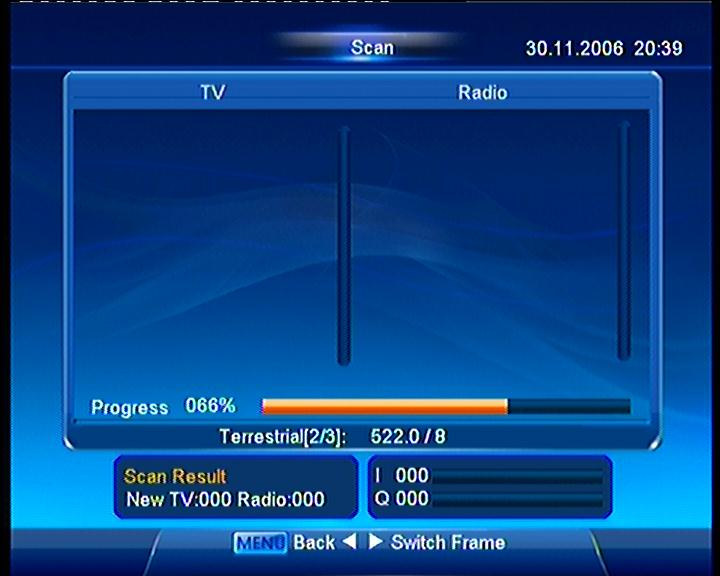 Scan 30.11.2006 20:39
TV Radio
Progress 066%
Terrestrial[2/3]: 522.0 / 8
Scan Result
New TV:000 Radio:000
I 000
Q 000
MENU Back ◀ ▶ Switch Frame